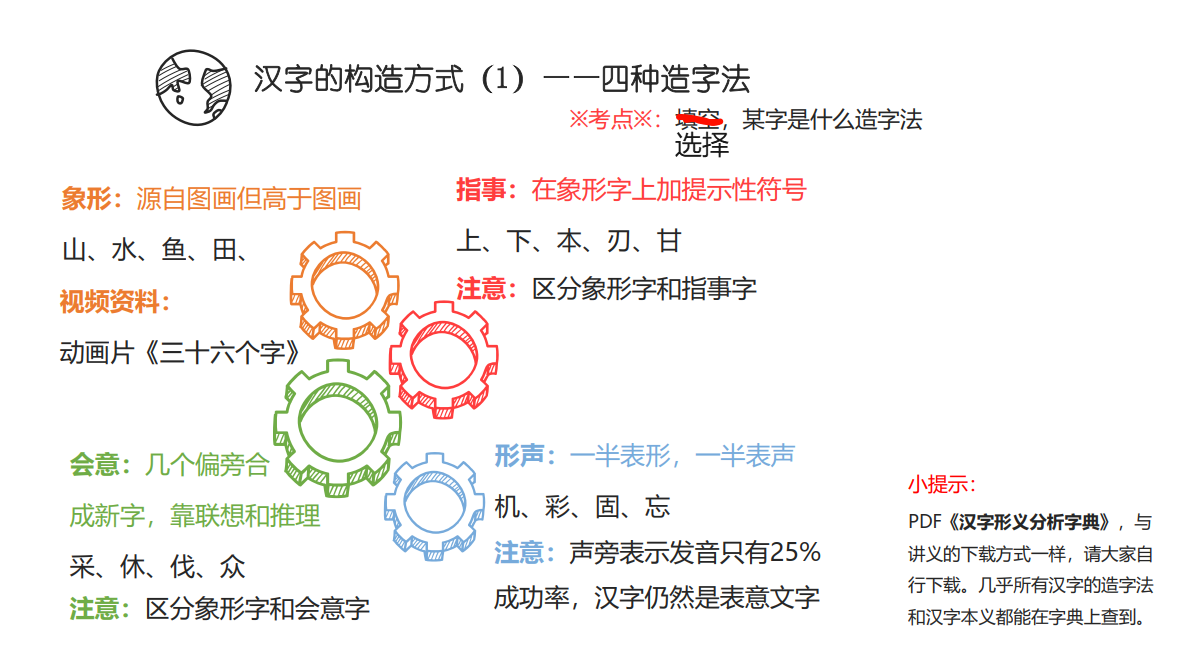 汉字的构造方式（1）——四种造字法
※考点※：填空，某字是什么造字法
选择
象形：源自图画但高于图画
山、水、鱼、田、
视频资料：
动画片《三十六个字》
指事：在象形字上加提示性符号
上、下、本、刃、甘
注意：区分象形字和指事字
会意：几个偏旁合
成新字，靠联想和推理
采、休、伐、众
注意：区分象形字和会意字
形声：一半表形，一半表声
机、彩、固、忘
注意：声旁表示发音只有25%
成功率，汉字仍然是表意文字
小提示：
PDF《汉字形义分析字典》，与
讲义的下载方式一样，请大家自
行下载。几乎所有汉字的造字法
和汉字本义都能在字典上查到。